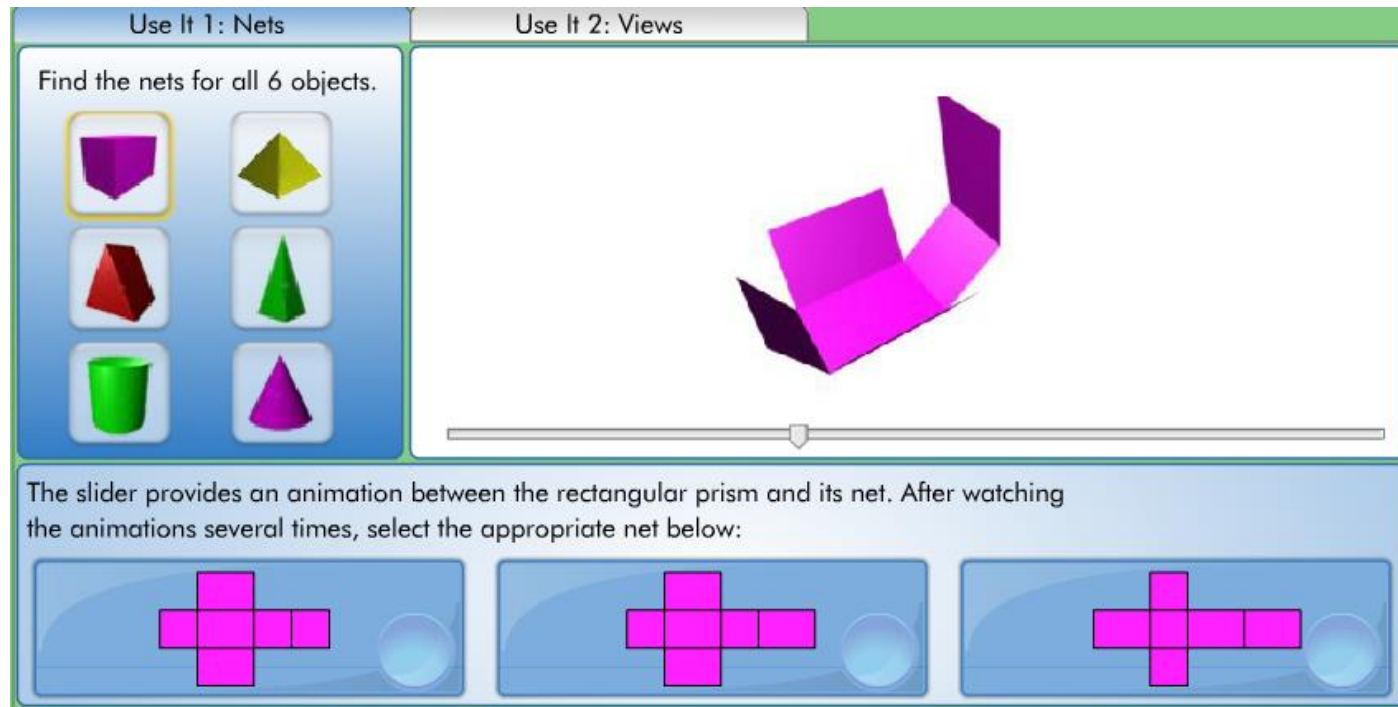 Use It 1: Nets
Use It 2: Views
Find the nets for all 6 objects.
The slider provides an animation between the rectangular prism and its net. After watching
the animations several times, select the appropriate net below: